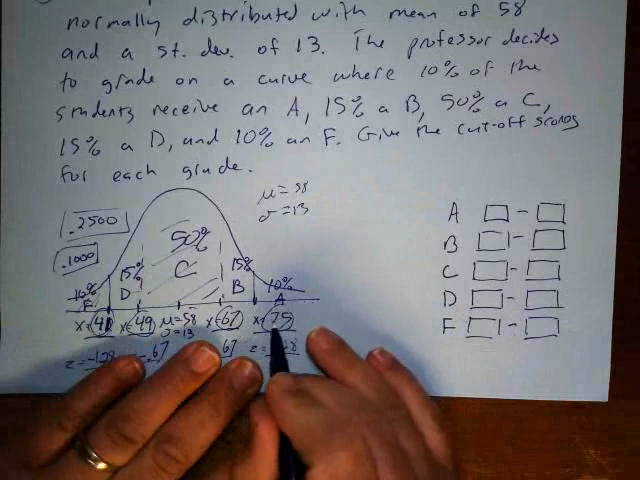 normally distributed with mean of 58
and a st. dev. of 13. The professor decides
to grade on a curve where 10% of the
students receive an A, 15% a B, 50% a C,
15% a D, and 10% an F. Give the cut-off scores
for each grade.
μ = 58
σ = 13
.2500
.1000
50%
C
10%
F
15%
D
15%
B
10%
A
x=41 x=49 μ=58 x=67 x=75
σ=13
z=-1.28 -.67 .67 z=
A -
B -
C -
D -
F -